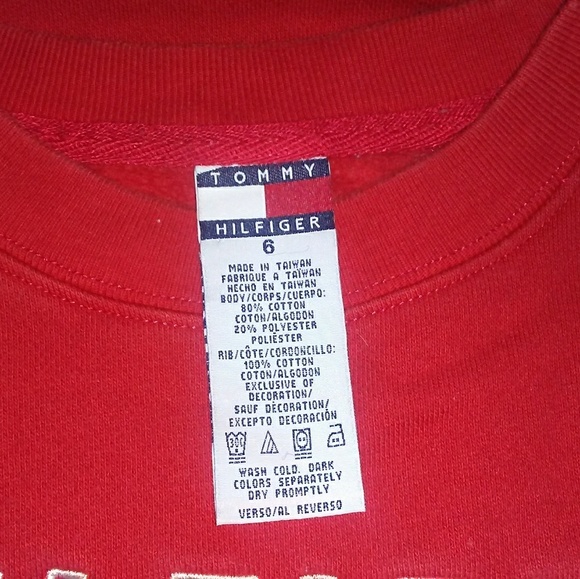 TOMMY
HILFIGER
6
MADE IN TAIWAN
FABRIQUE A TAÏWAN
HECHO EN TAIWAN
BODY/CORPS/CUERPO:
80% COTTON
COTON/ALGODON
20% POLYESTER
POLIÉSTER
RIB/CÔTE/CORDONCILLO:
100% COTTON
COTON/ALGODON
EXCLUSIVE OF
DECORATION/
SAUF DÉCORATION/
EXCEPTO DECORACIÓN
30C
WASH COLD. DARK
COLORS SEPARATELY
DRY PROMPTLY
VERSO/AL REVERSO